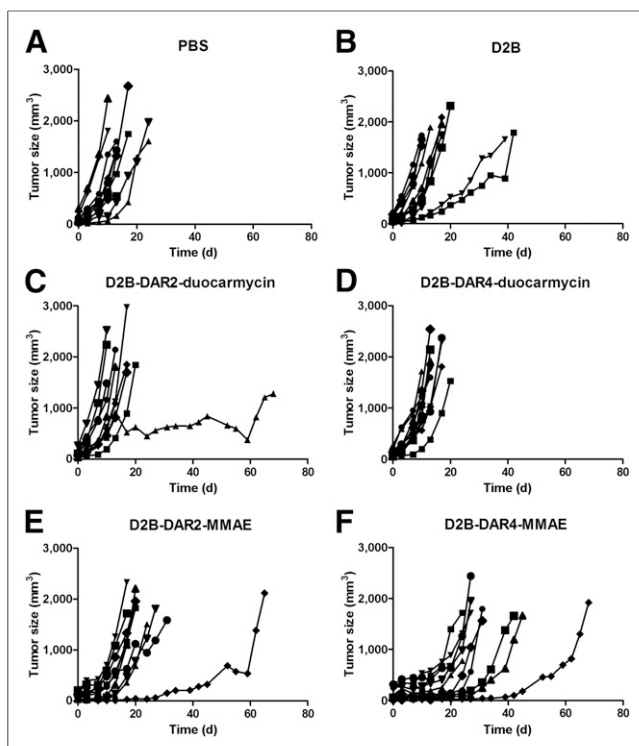 A
PBS
Tumor size (mm³)
3,000
2,000
1,000
0
0 20 40 60 80
Time (d)
B
D2B
Tumor size (mm³)
3,000
2,000
1,000
0
0 20 40 60 80
Time (d)
C
D2B-DAR2-duocarmycin
Tumor size (mm³)
3,000
2,000
1,000
0
0 20 40 60 80
Time (d)
D
D2B-DAR4-duocarmycin
Tumor size (mm³)
3,000
2,000
1,000
0
0 20 40 60 80
Time (d)
E
D2B-DAR2-MMAE
Tumor size (mm³)
3,000
2,000
1,000
0
0 20 40 60 80
Time (d)
F
D2B-DAR4-MMAE
Tumor size (mm³)
3,000
2,000
1,000
0
0 20 40 60 80
Time (d)